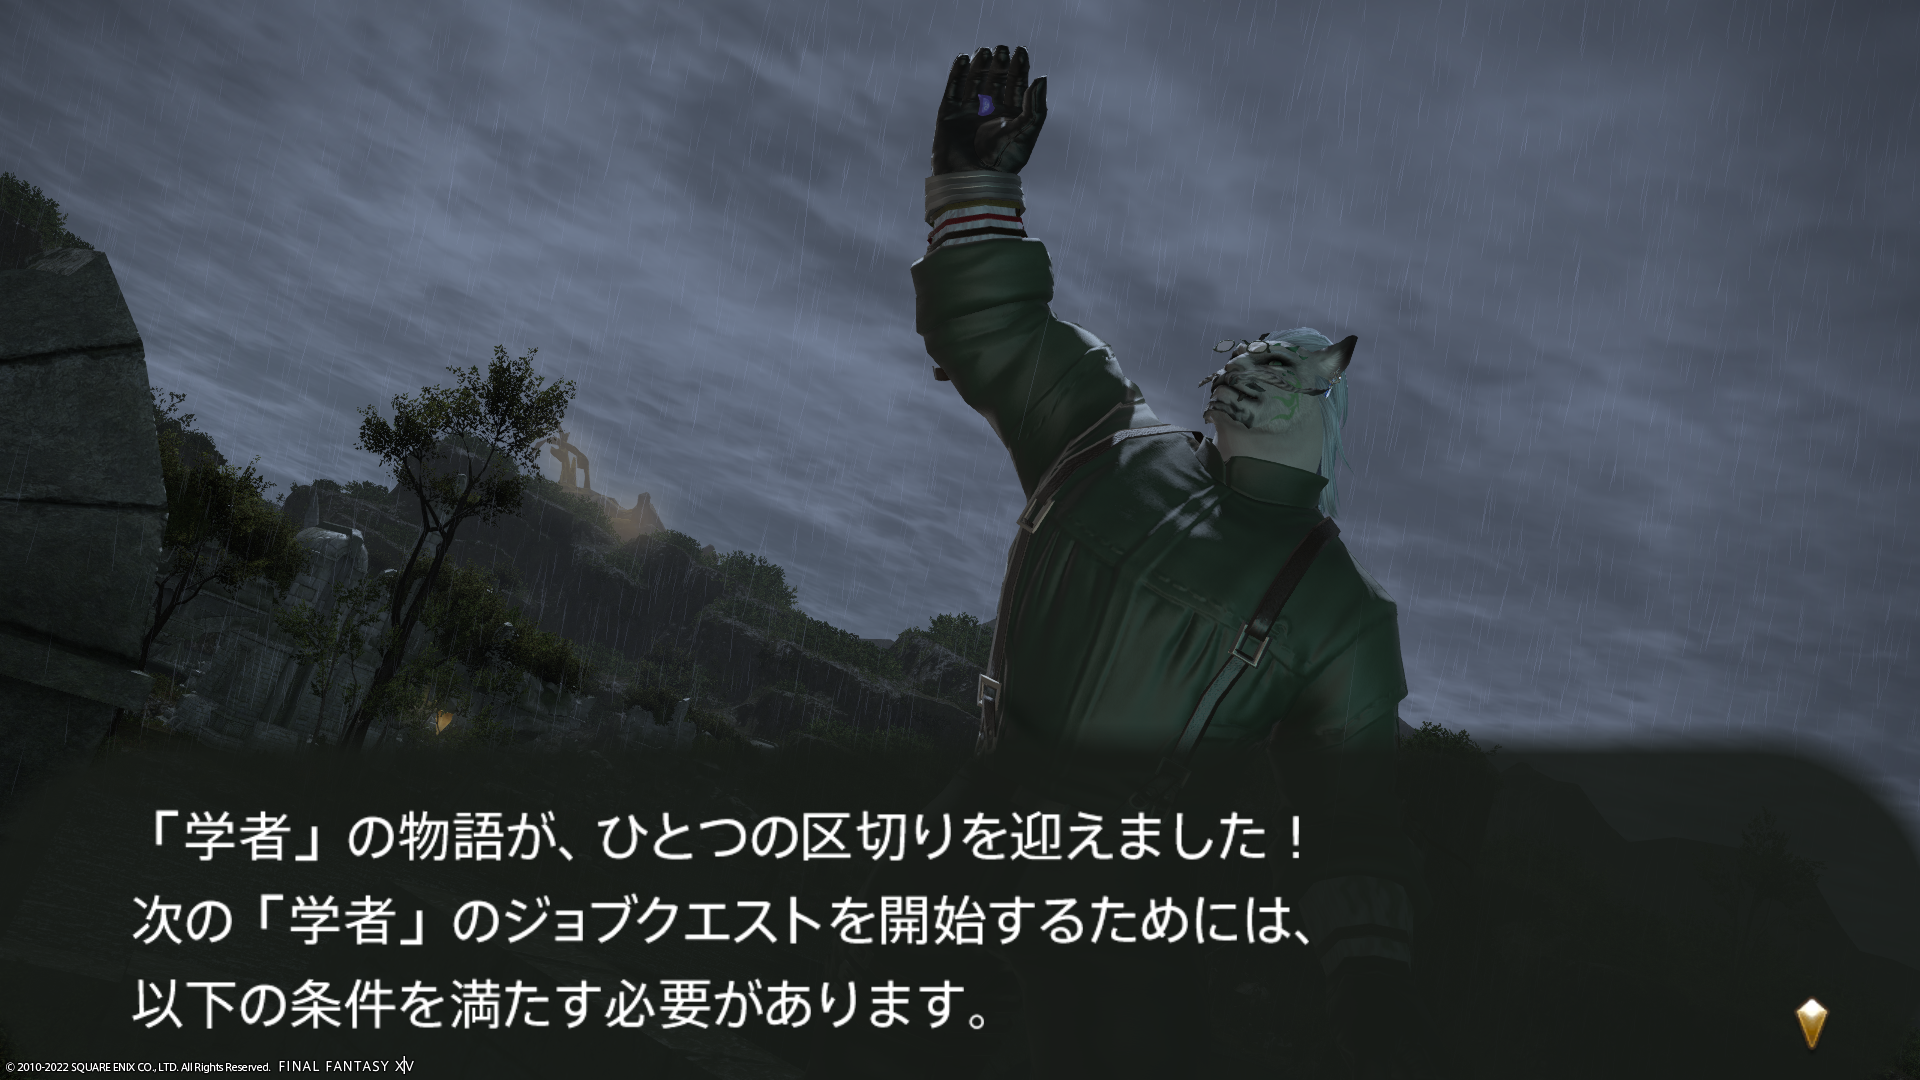 「学者」の物語が、ひとつの区切りを迎えました！
次の「学者」のジョブクエストを開始するためには、
以下の条件を満たす必要があります。
© 2010-2022 SQUARE ENIX CO., LTD. All Rights Reserved. FINAL FANTASY XIV